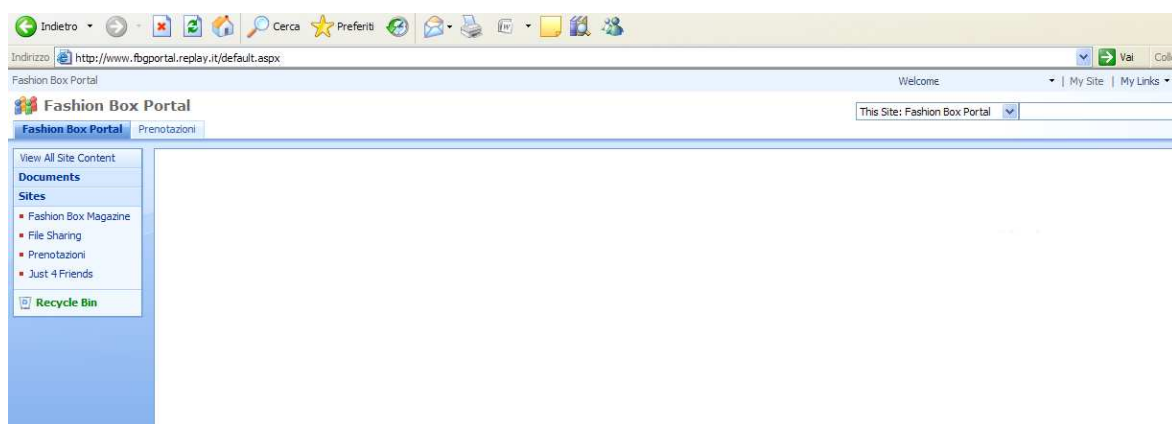 Indietro Cerca Preferiti
Indirizzo http://www.fbgportal.replay.it/default.aspx Vai
Fashion Box Portal Welcome | My Site | My Links
Fashion Box Portal
This Site: Fashion Box Portal
Fashion Box Portal Prenotazioni
View All Site Content
Documents
Sites
Fashion Box Magazine
File Sharing
Prenotazioni
Just 4 Friends
Recycle Bin